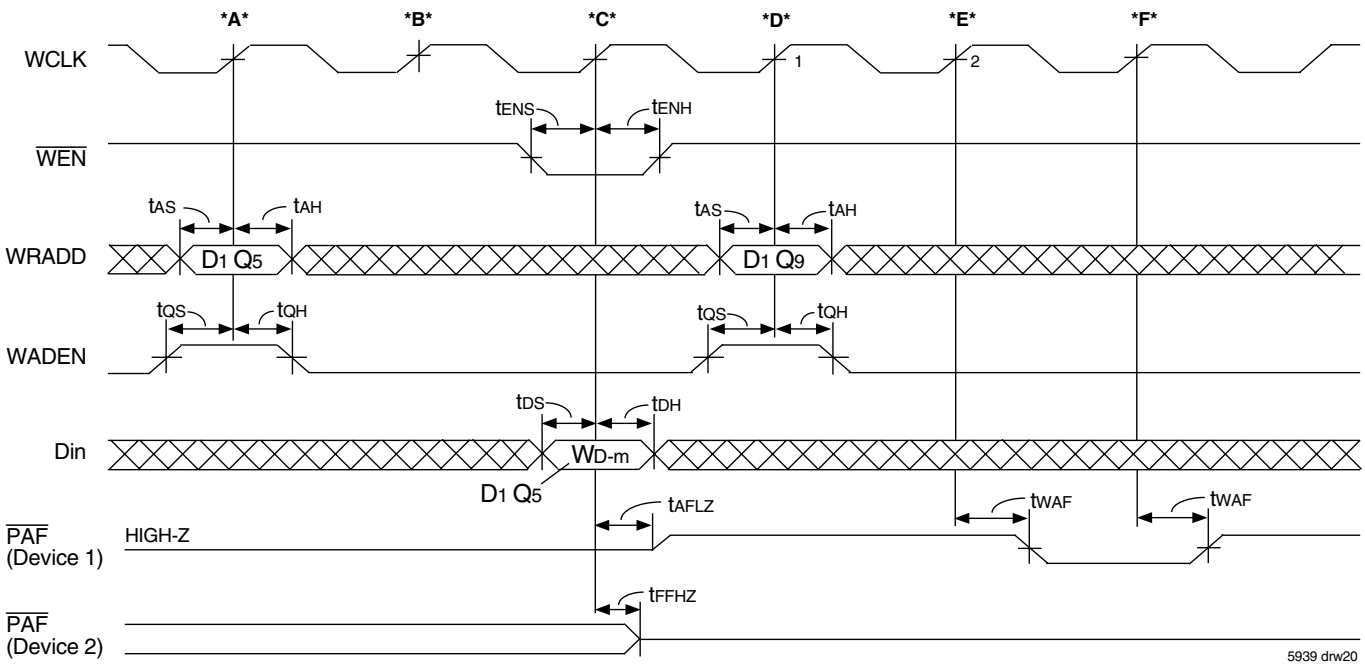 *A* *B* *C* *D* *E* *F*
WCLK 1 2
tENS tENH
WEN
tAS tAH tAS tAH
WRADD D1 Q5 D1 Q9
tQS tQH tQS tQH
WADEN
tDS tDH
Din WD-m
D1 Q5
tAFLZ tWAF tWAF
PAF HIGH-Z
(Device 1)
tFFHZ
PAF
(Device 2)
5939 drw20